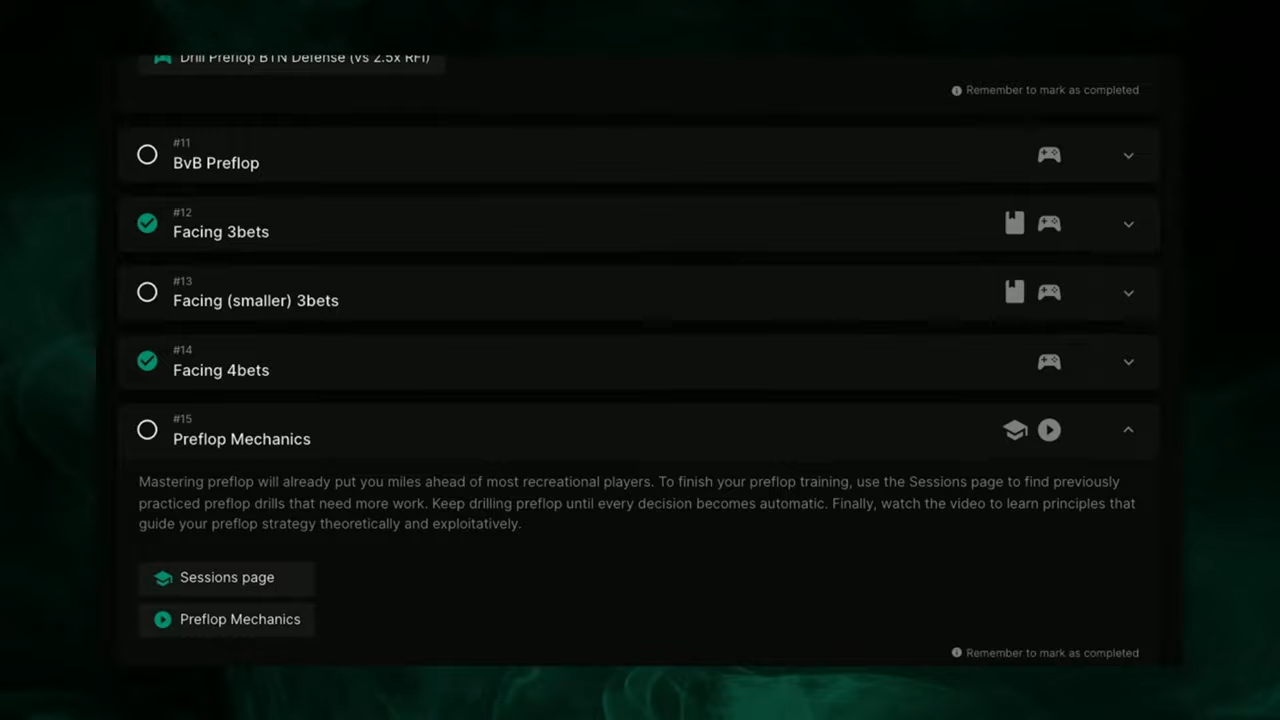 Drill Preflop BTN Defense (vs 2.5x RFI)
Remember to mark as completed
#11
BvB Preflop
#12
Facing 3bets
#13
Facing (smaller) 3bets
#14
Facing 4bets
#15
Preflop Mechanics
Mastering preflop will already put you miles ahead of most recreational players. To finish your preflop training, use the Sessions page to find previously
practiced preflop drills that need more work. Keep drilling preflop until every decision becomes automatic. Finally, watch the video to learn principles that
guide your preflop strategy theoretically and exploitatively.
Sessions page
Preflop Mechanics
Remember to mark as completed